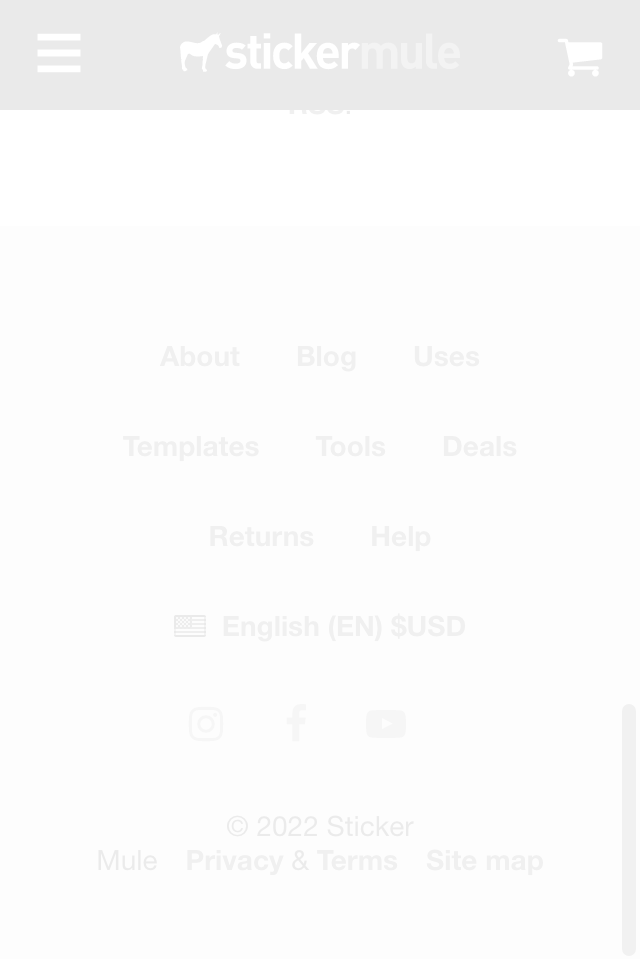 stickermule
About Blog Uses
Templates Tools Deals
Returns Help
English (EN) $USD
© 2022 Sticker
Mule Privacy & Terms Site map